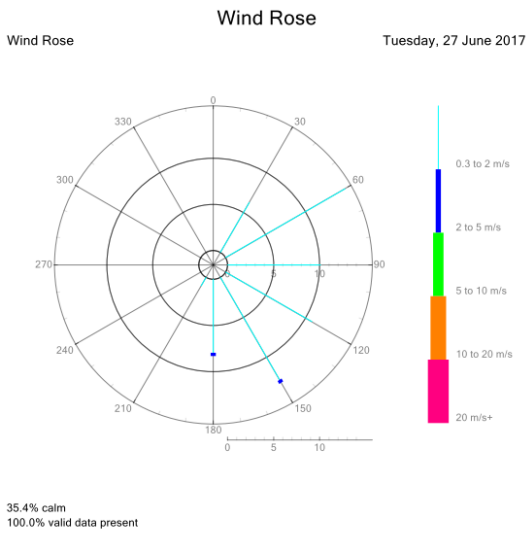 Wind Rose
Wind Rose
Tuesday, 27 June 2017
0
330
30
300
60
0.3 to 2 m/s
2 to 5 m/s
270
0
5
10
90
5 to 10 m/s
240
120
10 to 20 m/s
210
150
20 m/s+
180
0
5
10
35.4% calm
100.0% valid data present